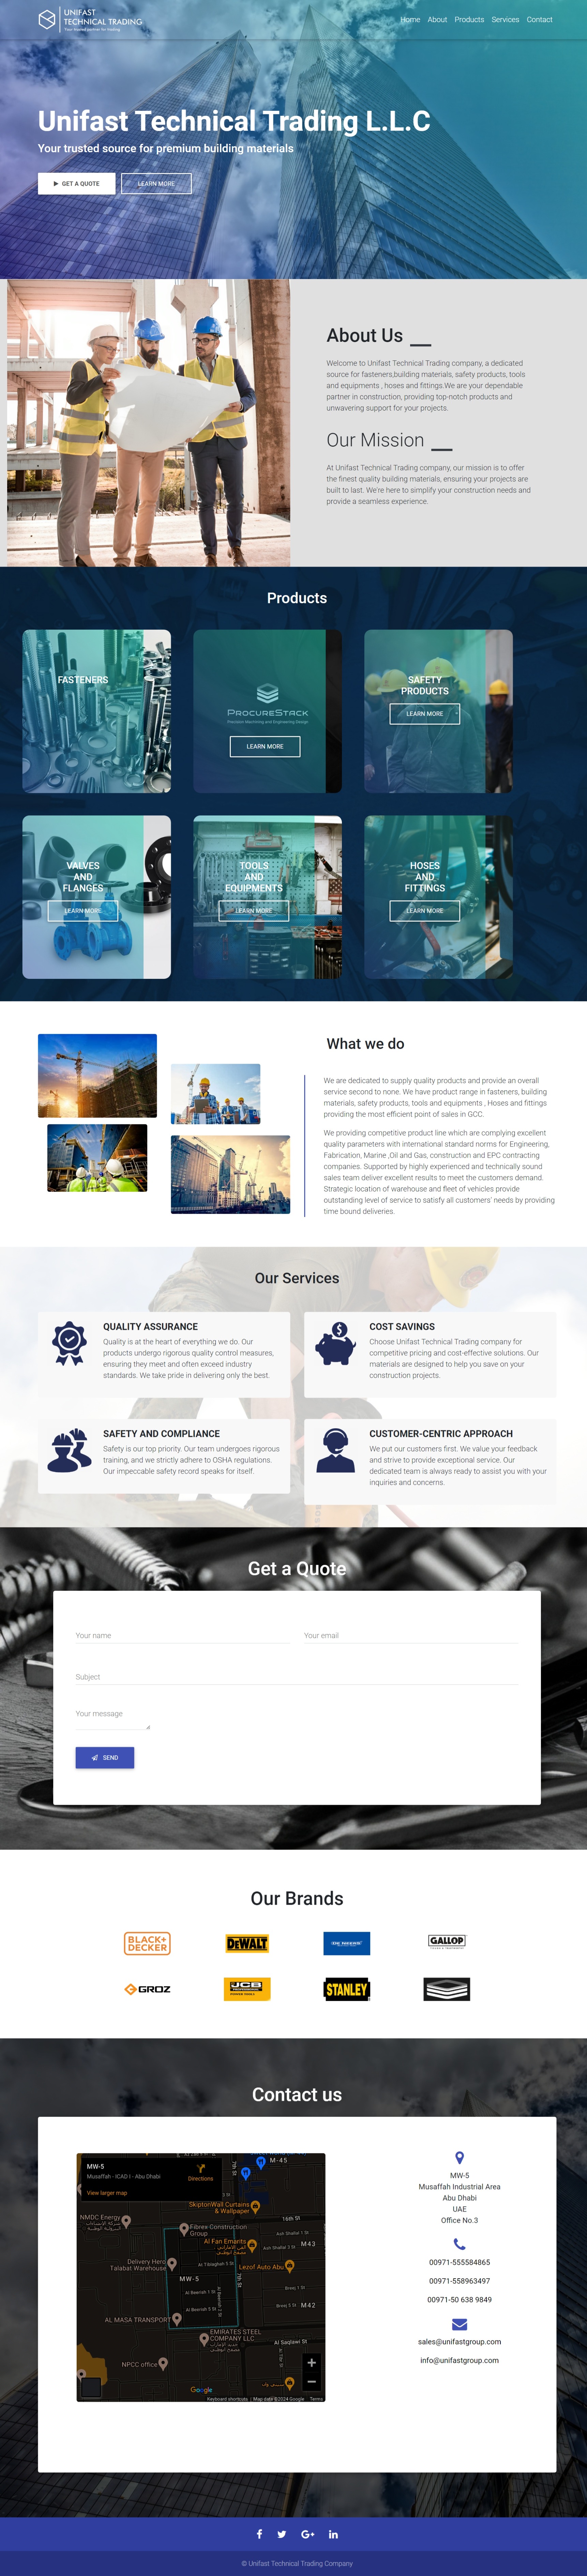 UNIFAST
TECHNICAL TRADING
Your trusted partner for trading
Home About Products Services Contact
Unifast Technical Trading L.L.C
Your trusted source for premium building materials
GET A QUOTE
LEARN MORE
About Us
Welcome to Unifast Technical Trading company, a dedicated
source for fasteners,building materials, safety products, tools
and equipments , hoses and fittings.We are your dependable
partner in construction, providing top-notch products and
unwavering support for your projects.
Our Mission
At Unifast Technical Trading company, our mission is to offer
the finest quality building materials, ensuring your projects are
built to last. We're here to simplify your construction needs and
provide a seamless experience.
Products
FASTENERS
PROCURESTACK
Precision Machining and Engineering Design
LEARN MORE
SAFETY
PRODUCTS
LEARN MORE
VALVES
AND
FLANGES
LEARN MORE
TOOLS
AND
EQUIPMENTS
LEARN MORE
HOSES
AND
FITTINGS
LEARN MORE
What we do
We are dedicated to supply quality products and provide an overall
service second to none. We have product range in fasteners, building
materials, safety products, tools and equipments , Hoses and fittings
providing the most efficient point of sales in GCC.
We providing competitive product line which are complying excellent
quality parameters with international standard norms for Engineering,
Fabrication, Marine ,Oil and Gas, construction and EPC contracting
companies. Supported by highly experienced and technically sound
sales team deliver excellent results to meet the customers demand.
Strategic location of warehouse and fleet of vehicles provide
outstanding level of service to satisfy all customers' needs by providing
time bound deliveries.
Our Services
QUALITY ASSURANCE
Quality is at the heart of everything we do. Our
products undergo rigorous quality control measures,
ensuring they meet and often exceed industry
standards. We take pride in delivering only the best.
COST SAVINGS
Choose Unifast Technical Trading company for
competitive pricing and cost-effective solutions. Our
materials are designed to help you save on your
construction projects.
SAFETY AND COMPLIANCE
Safety is our top priority. Our team undergoes rigorous
training, and we strictly adhere to OSHA regulations.
Our impeccable safety record speaks for itself.
CUSTOMER-CENTRIC APPROACH
We put our customers first. We value your feedback
and strive to provide exceptional service. Our
dedicated team is always ready to assist you with your
inquiries and concerns.
Get a Quote
Your name
Your email
Subject
Your message
SEND
Our Brands
BLACK+
DECKER
DEWALT
GALLOP
GROZ
JCB
STANLEY
Contact us
MW-5
Musaffah - ICAD I - Abu Dhabi
Directions
View larger map
M-45
7th St
SkiptonWall Curtains
& Wallpaper
NMDC Energy
16th St
Fibrex Construction
Group
Al Fan Emarits
M43
Delivery Hero
Talabat Warehouse
Lezof Auto Abu
MW-5
7th St
M42
AL MASA TRANSPORT
EMIRATES STEEL
COMPANY LLC
Al Saqlawi St
NPCC office
Google
Keyboard shortcuts Map data ©2024 Google Terms
MW-5
Musaffah Industrial Area
Abu Dhabi
UAE
Office No.3
00971-555584865
00971-558963497
00971-50 638 9849
sales@unifastgroup.com
info@unifastgroup.com
© Unifast Technical Trading Company